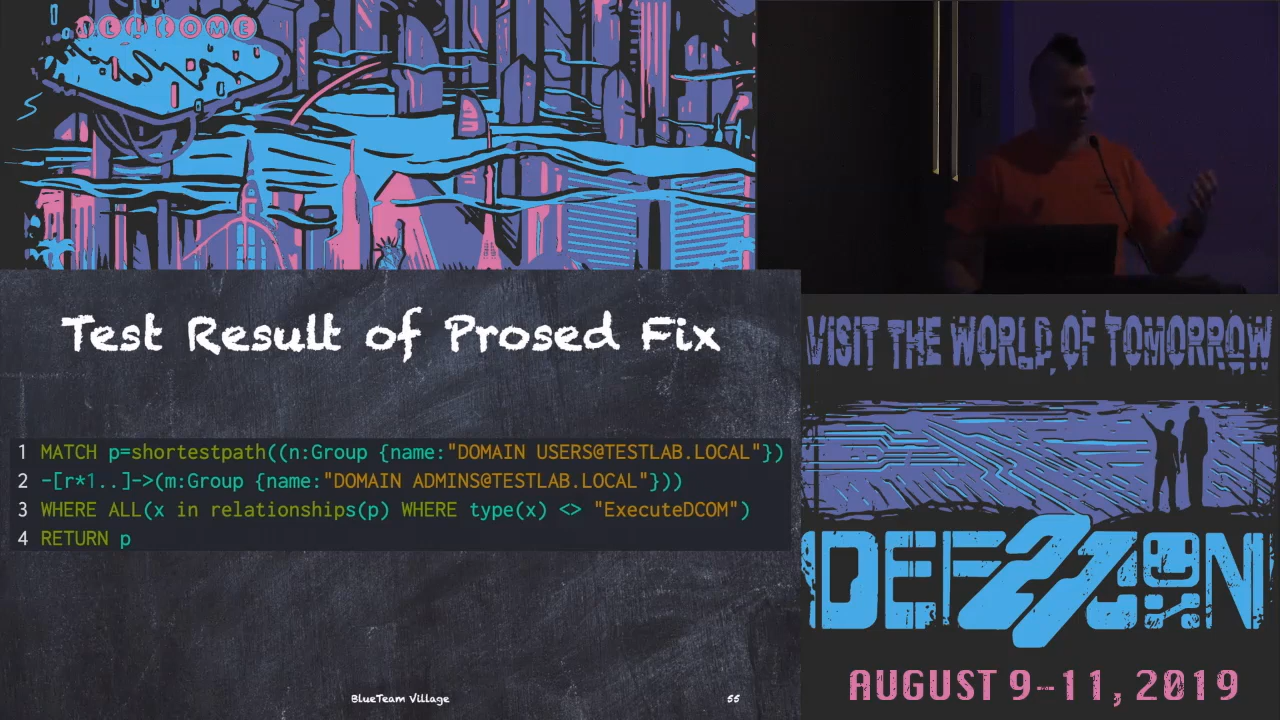 WELCOME
Test Result of Prosed Fix
1 MATCH p=shortestpath((n:Group {name:"DOMAIN USERS@TESTLAB.LOCAL"})
2 -[r*1..]->(m:Group {name:"DOMAIN ADMINS@TESTLAB.LOCAL"}))
3 WHERE ALL(x in relationships(p) WHERE type(x) <> "ExecuteDCOM")
4 RETURN p
BlueTeam Village
55
VISIT THE WORLD OF TOMORROW
DEF27CON
AUGUST 9-11, 2019